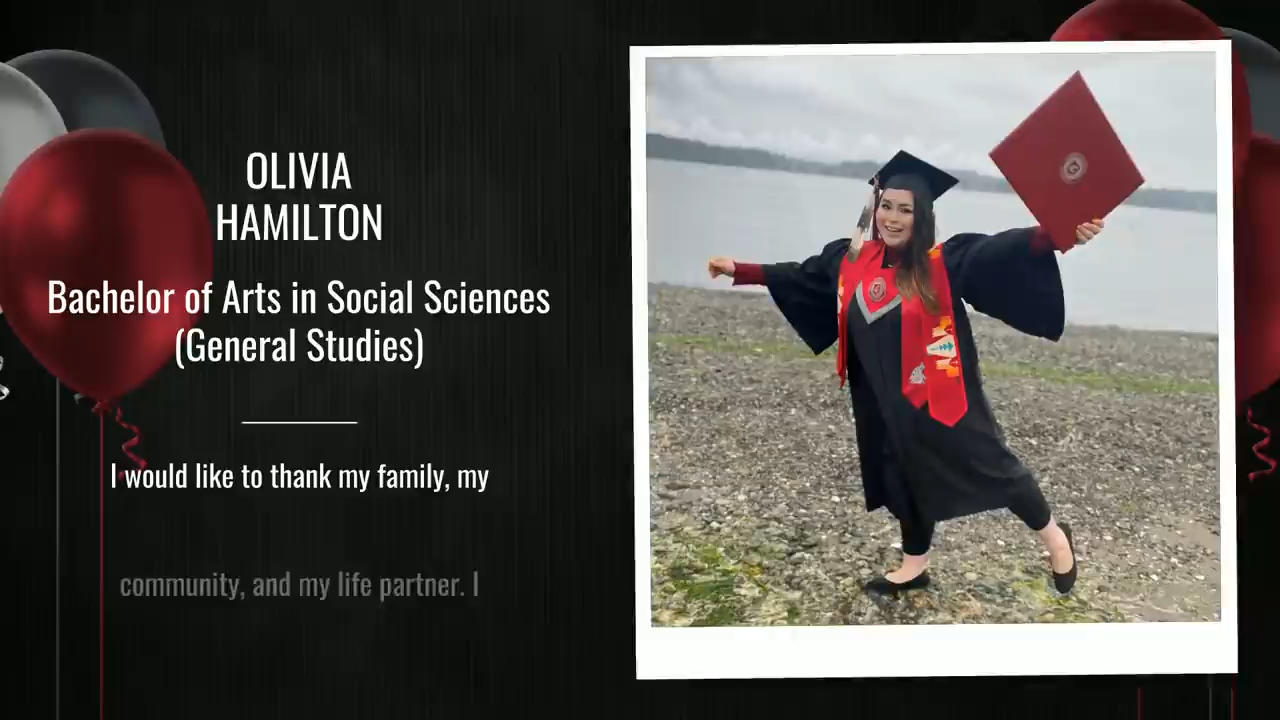 OLIVIA
HAMILTON
Bachelor of Arts in Social Sciences
(General Studies)
I would like to thank my family, my
community, and my life partner. I